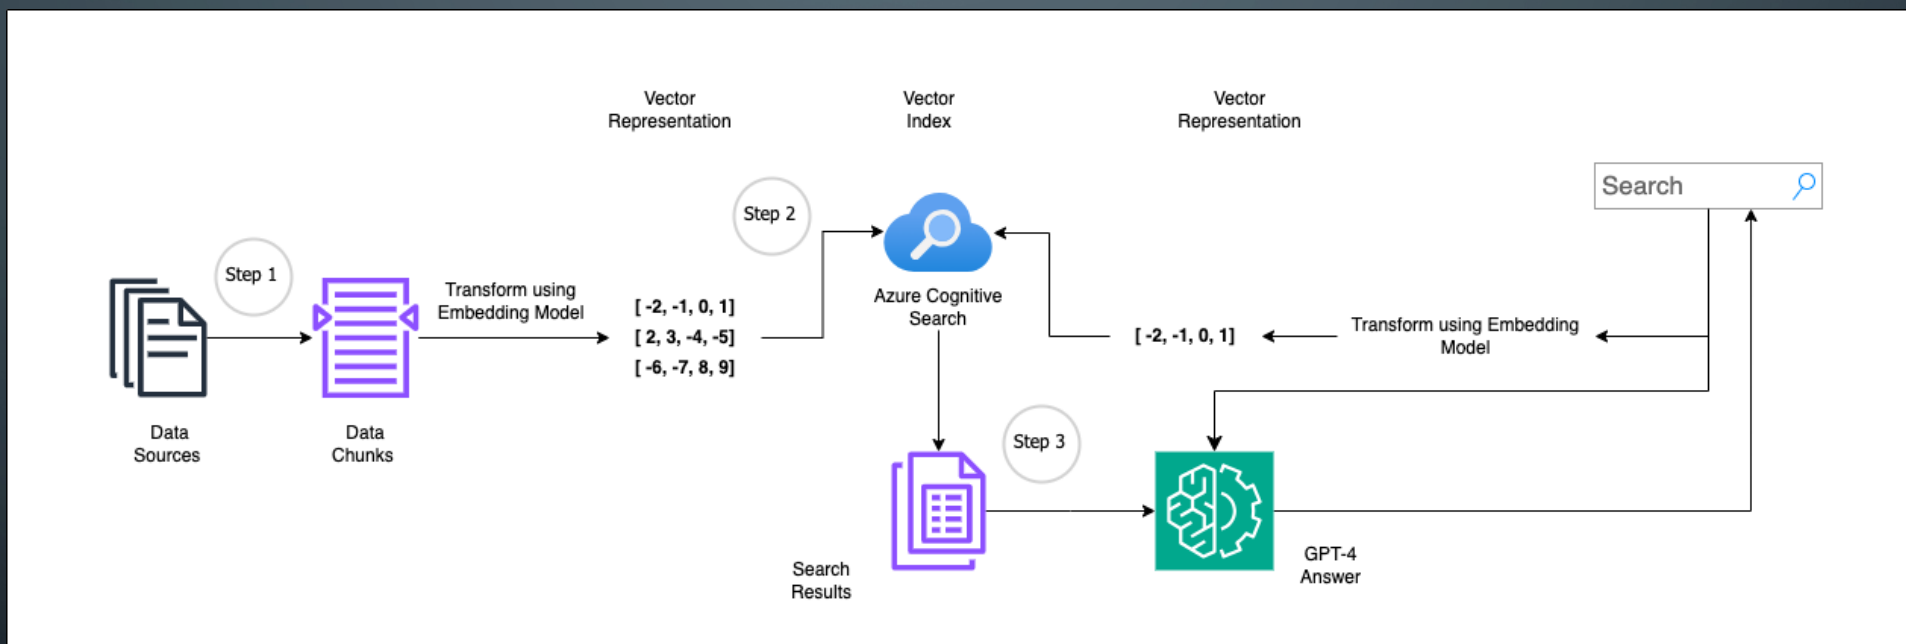 Vector
Representation
Vector
Index
Vector
Representation
Search
Step 2
Step 1
Transform using
Embedding Model
[ -2, -1, 0, 1]
[ 2, 3, -4, -5]
[ -6, -7, 8, 9]
Azure Cognitive
Search
[ -2, -1, 0, 1]
Transform using Embedding
Model
Data
Sources
Data
Chunks
Step 3
Search
Results
GPT-4
Answer